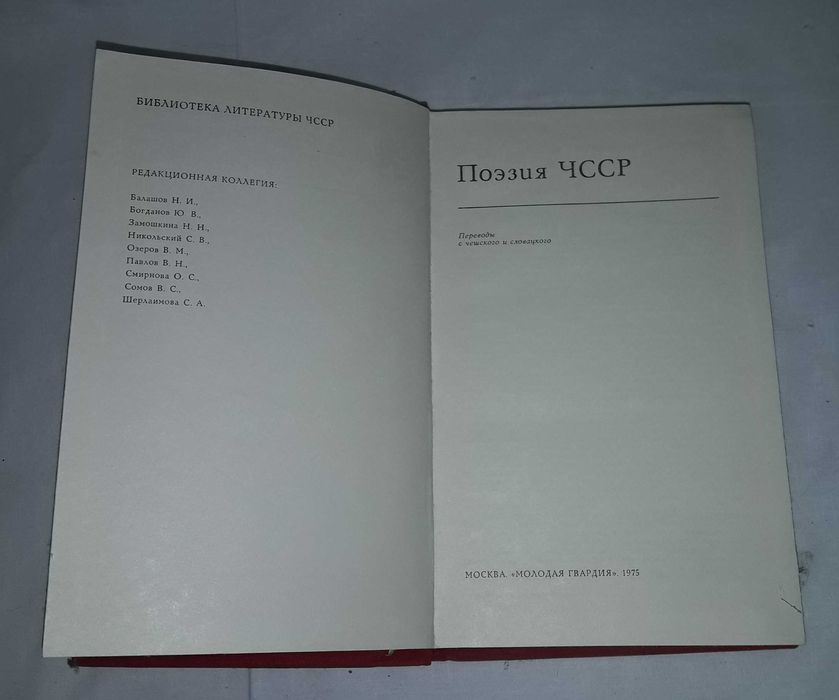 БИБЛИОТЕКА ЛИТЕРАТУРЫ ЧССР
РЕДАКЦИОННАЯ КОЛЛЕГИЯ:
Балашов Н. И.,
Богданов Ю. В.,
Замошкина Н. Н.,
Никольский С. В.,
Озеров В. М.,
Павлов В. Н.,
Смирнова О. С.,
Сомов В. С.,
Шерлаимова С. А.
Поэзия ЧССР
Переводы
с чешского и словацкого
МОСКВА. «МОЛОДАЯ ГВАРДИЯ». 1975